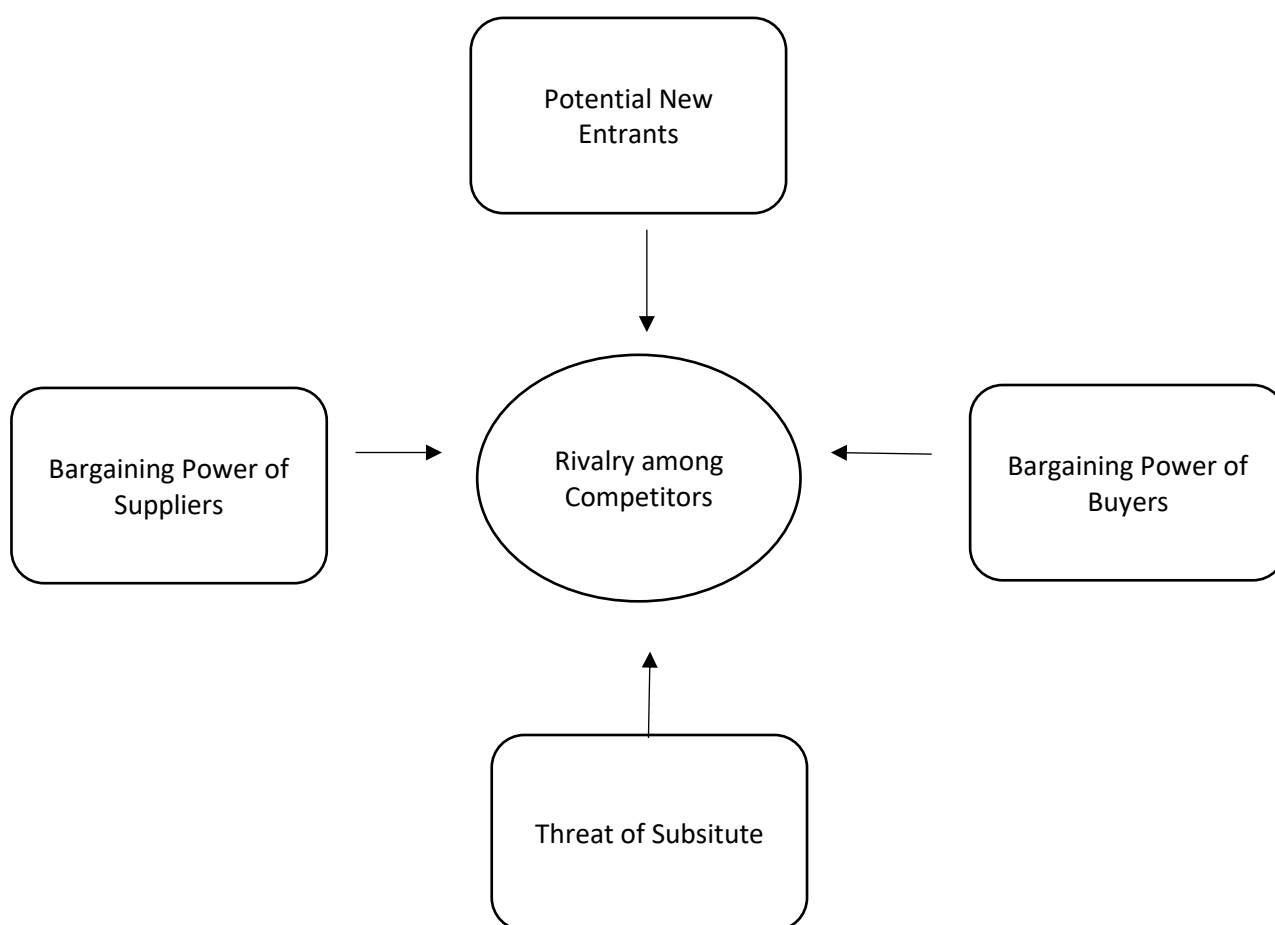 Potential New
Entrants
Bargaining Power of
Suppliers
Rivalry among
Competitors
Bargaining Power of
Buyers
Threat of Subsitute